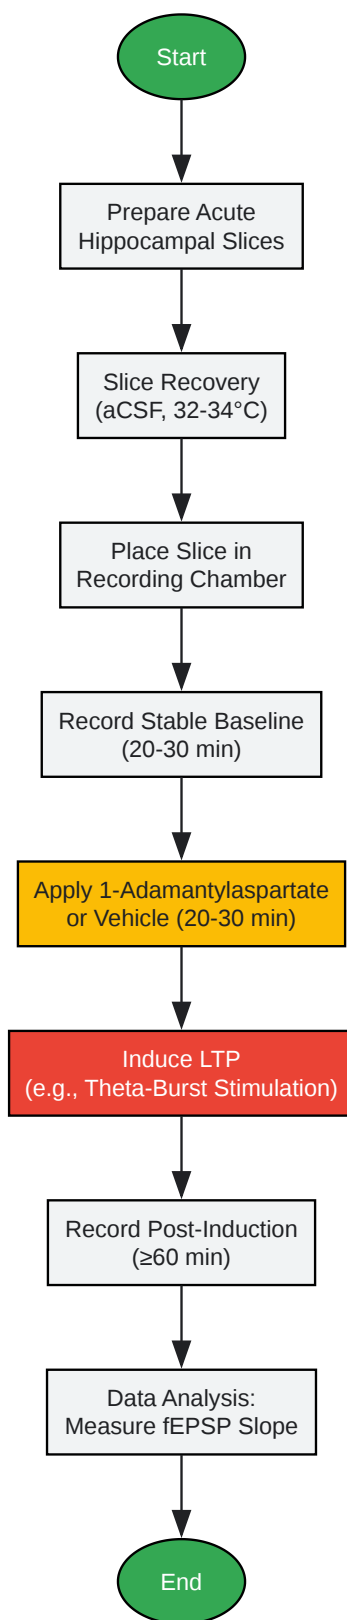 Start
Prepare Acute
Hippocampal Slices
Slice Recovery
(aCSF, 32-34°C)
Place Slice in
Recording Chamber
Record Stable Baseline
(20-30 min)
Apply 1-Adamantylaspartate
or Vehicle (20-30 min)
Induce LTP
(e.g., Theta-Burst Stimulation)
Record Post-Induction
(≥60 min)
Data Analysis:
Measure fEPSP Slope
End